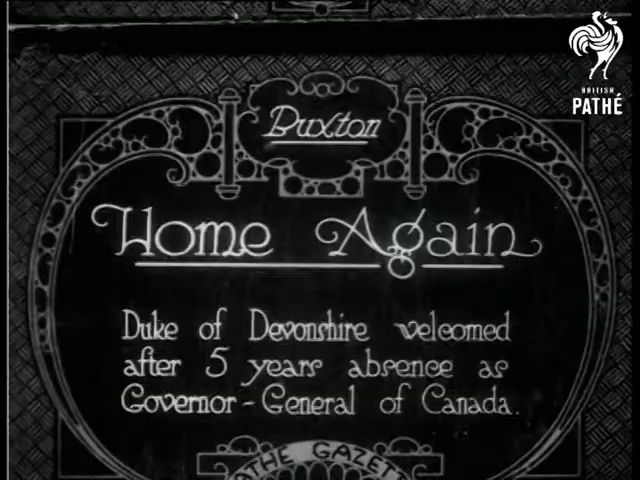 BRITISH
PATHÉ
Buxton
Home Again
Duke of Devonshire welcomed
after 5 years absence as
Governor-General of Canada.
PATHE GAZETTE